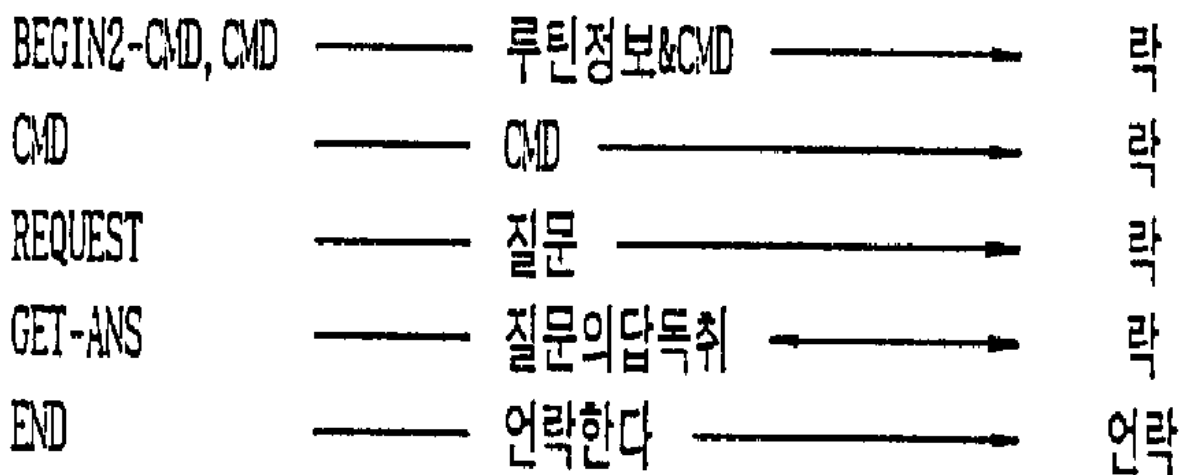 BEGIN2-CMD, CMD 루틴정보&CMD 락
CMD CMD 락
REQUEST 질문 락
GET-ANS 질문의답독취 락
END 언락한다 언락